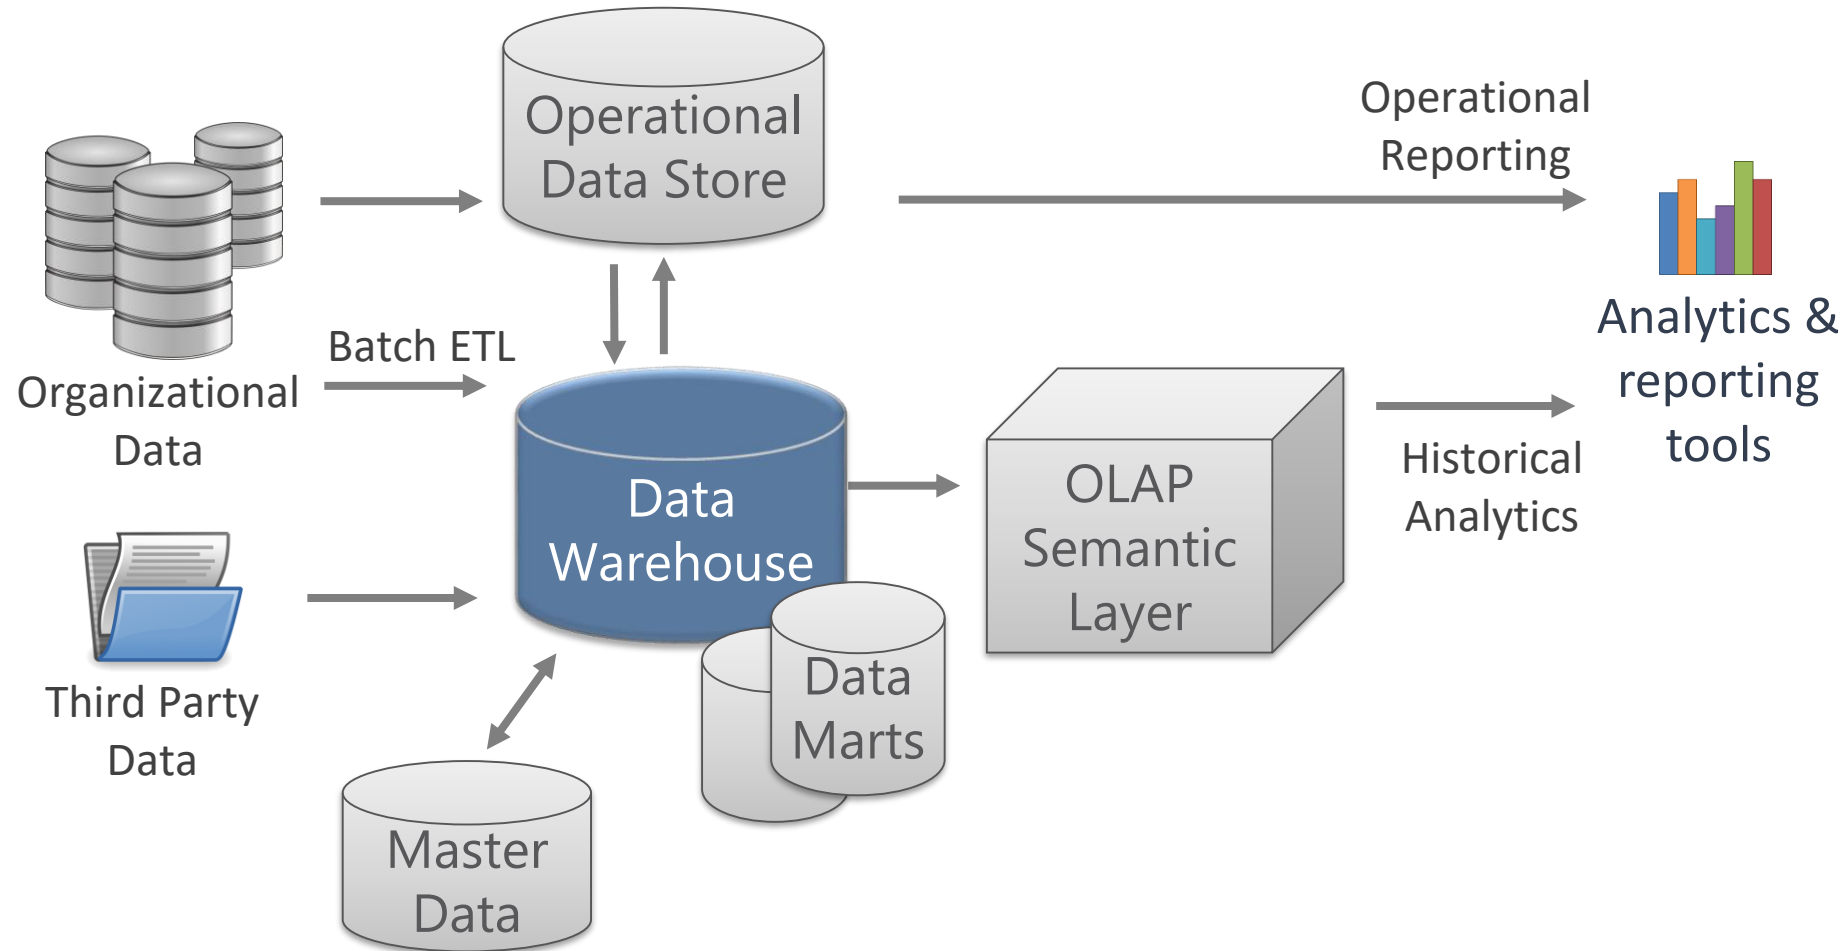 Operational
Data Store
Operational
Reporting
Organizational
Data
Batch ETL
Analytics &
reporting
tools
Data
Warehouse
OLAP
Semantic
Layer
Historical
Analytics
Third Party
Data
Data
Marts
Master
Data